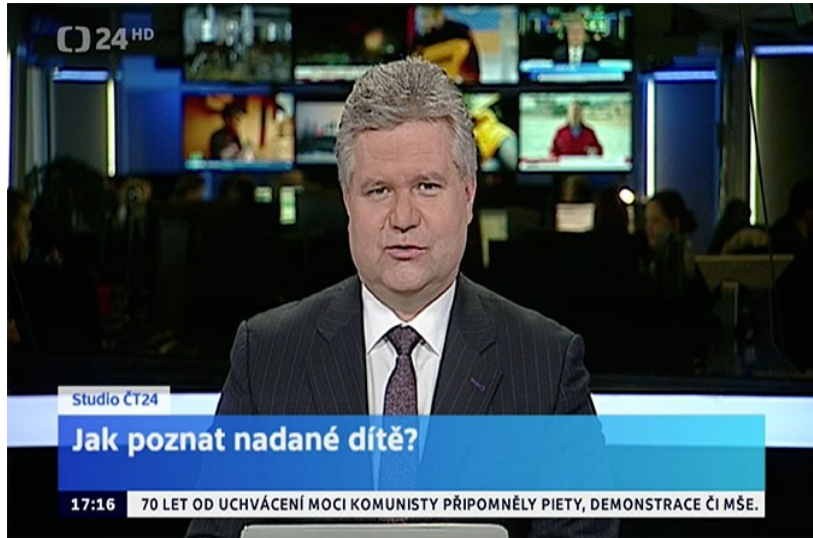 24 HD
Studio ČT24
Jak poznat nadané dítě?
17:16 70 LET OD UCHVÁCENÍ MOCI KOMUNISTY PŘIPOMNĚLY PIETY, DEMONSTRACE ČI MŠE.